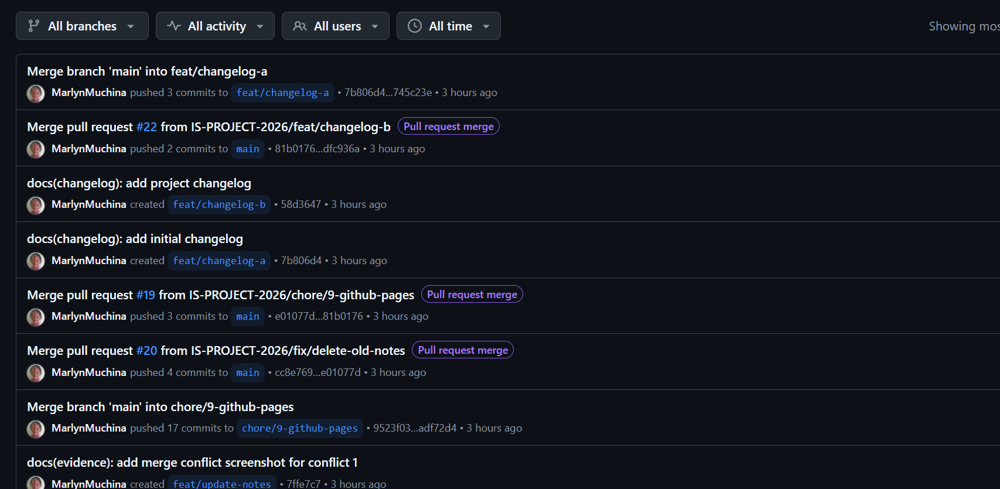 All branches All activity All users All time Showing
Merge branch 'main' into feat/changelog-a
MarlynMuchina pushed 3 commits to feat/changelog-a • 7b806d4...745c23e • 3 hours ago
Merge pull request #22 from IS-PROJECT-2026/feat/changelog-b Pull request merge
MarlynMuchina pushed 2 commits to main • 81b0176...dfc936a • 3 hours ago
docs(changelog): add project changelog
MarlynMuchina created feat/changelog-b • 58d3647 • 3 hours ago
docs(changelog): add initial changelog
MarlynMuchina created feat/changelog-a • 7b806d4 • 3 hours ago
Merge pull request #19 from IS-PROJECT-2026/chore/9-github-pages Pull request merge
MarlynMuchina pushed 3 commits to main • e01077d...81b0176 • 3 hours ago
Merge pull request #20 from IS-PROJECT-2026/fix/delete-old-notes Pull request merge
MarlynMuchina pushed 4 commits to main • cc8e769...e01077d • 3 hours ago
Merge branch 'main' into chore/9-github-pages
MarlynMuchina pushed 17 commits to chore/9-github-pages • 9523f03...adf72d4 • 3 hours ago
docs(evidence): add merge conflict screenshot for conflict 1
MarlynMuchina created feat/update-notes • 7ffe7c7 • 3 hours ago